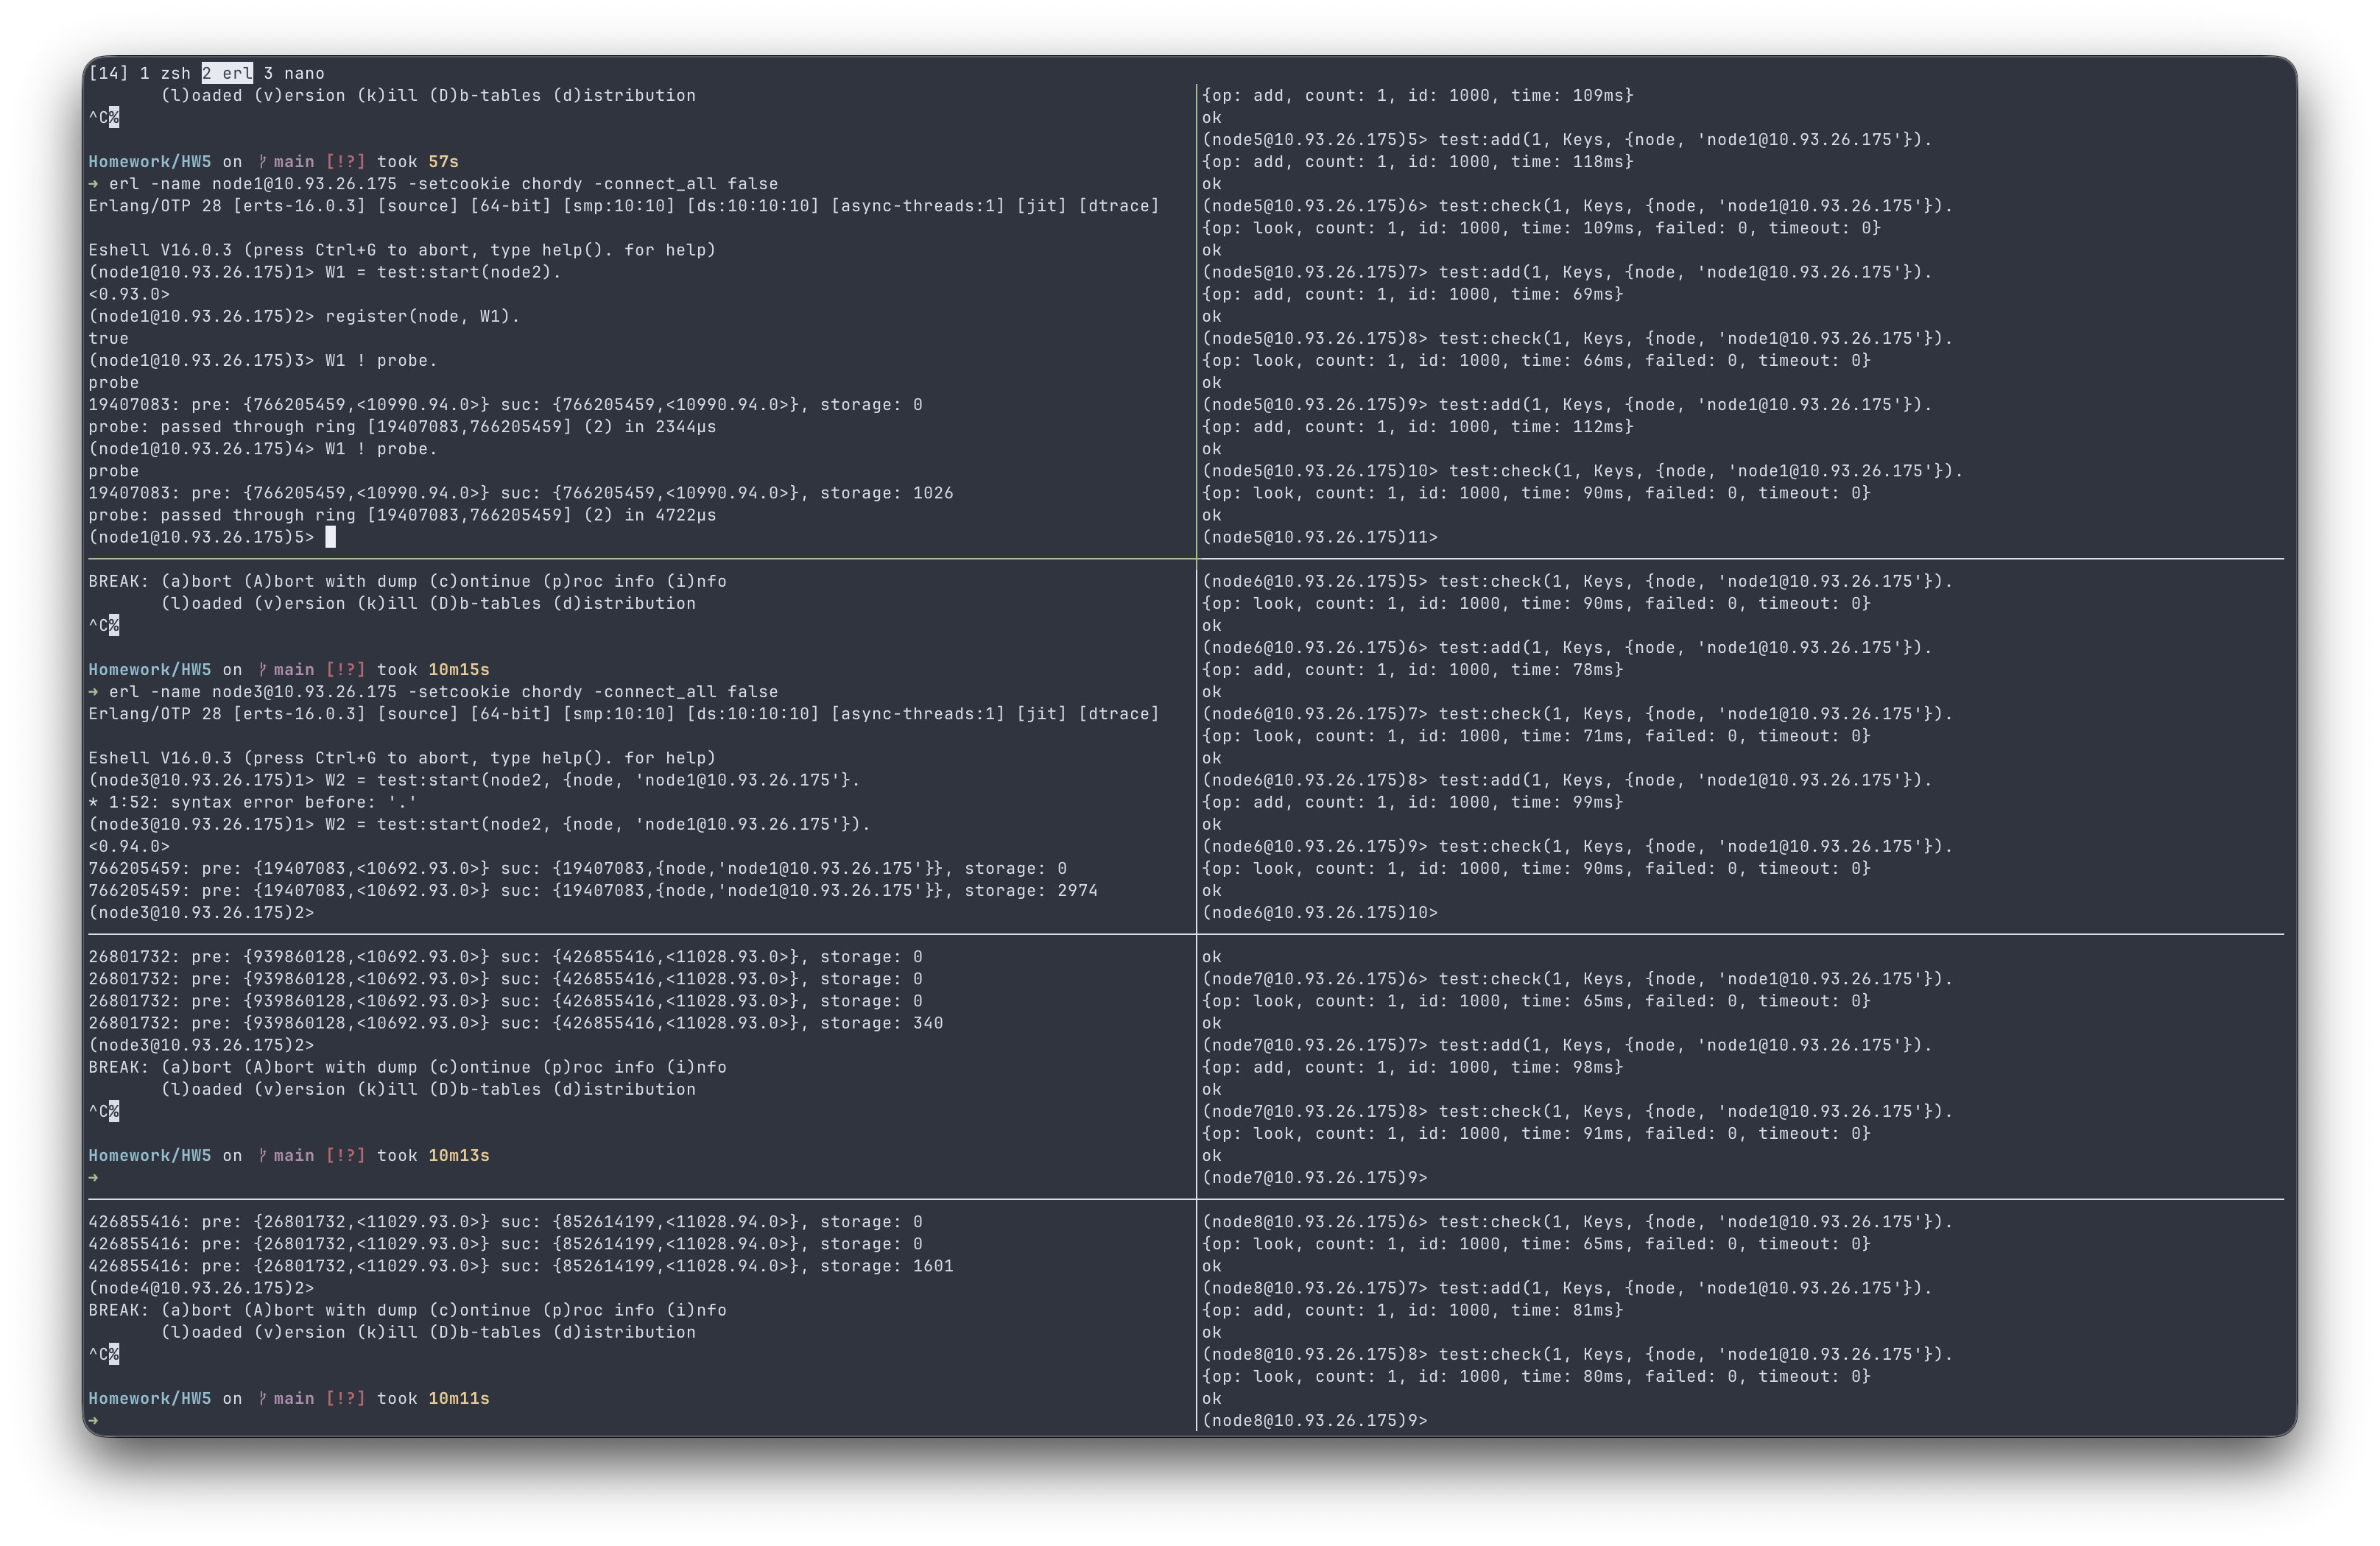 [14] 1 zsh 2 erl 3 nano
       (l)oaded (v)ersion (k)ill (D)b-tables (d)istribution
^C%
Homework/HW5 on ᚠ main [!?] took 57s
➜ erl -name node1@10.93.26.175 -setcookie chordy -connect_all false
Erlang/OTP 28 [erts-16.0.3] [source] [64-bit] [smp:10:10] [ds:10:10:10] [async-threads:1] [jit] [dtrace]
Eshell V16.0.3 (press Ctrl+G to abort, type help(). for help)
(node1@10.93.26.175)1> W1 = test:start(node2).
<0.93.0>
(node1@10.93.26.175)2> register(node, W1).
true
(node1@10.93.26.175)3> W1 ! probe.
probe
19407083: pre: {766205459,<10990.94.0>} suc: {766205459,<10990.94.0>}, storage: 0
probe: passed through ring [19407083,766205459] (2) in 2344µs
(node1@10.93.26.175)4> W1 ! probe.
probe
19407083: pre: {766205459,<10990.94.0>} suc: {766205459,<10990.94.0>}, storage: 1026
probe: passed through ring [19407083,766205459] (2) in 4722µs
(node1@10.93.26.175)5>
BREAK: (a)bort (A)bort with dump (c)ontinue (p)roc info (i)nfo
       (l)oaded (v)ersion (k)ill (D)b-tables (d)istribution
^C%
Homework/HW5 on ᚠ main [!?] took 10m15s
➜ erl -name node3@10.93.26.175 -setcookie chordy -connect_all false
Erlang/OTP 28 [erts-16.0.3] [source] [64-bit] [smp:10:10] [ds:10:10:10] [async-threads:1] [jit] [dtrace]
Eshell V16.0.3 (press Ctrl+G to abort, type help(). for help)
(node3@10.93.26.175)1> W2 = test:start(node2, {node, 'node1@10.93.26.175'}.
* 1:52: syntax error before: '.'
(node3@10.93.26.175)1> W2 = test:start(node2, {node, 'node1@10.93.26.175'}).
<0.94.0>
766205459: pre: {19407083,<10692.93.0>} suc: {19407083,{node,'node1@10.93.26.175'}}, storage: 0
766205459: pre: {19407083,<10692.93.0>} suc: {19407083,{node,'node1@10.93.26.175'}}, storage: 2974
(node3@10.93.26.175)2>
26801732: pre: {939860128,<10692.93.0>} suc: {426855416,<11028.93.0>}, storage: 0
26801732: pre: {939860128,<10692.93.0>} suc: {426855416,<11028.93.0>}, storage: 0
26801732: pre: {939860128,<10692.93.0>} suc: {426855416,<11028.93.0>}, storage: 0
26801732: pre: {939860128,<10692.93.0>} suc: {426855416,<11028.93.0>}, storage: 340
(node3@10.93.26.175)2>
BREAK: (a)bort (A)bort with dump (c)ontinue (p)roc info (i)nfo
       (l)oaded (v)ersion (k)ill (D)b-tables (d)istribution
^C%
Homework/HW5 on ᚠ main [!?] took 10m13s
➜
426855416: pre: {26801732,<11029.93.0>} suc: {852614199,<11028.94.0>}, storage: 0
426855416: pre: {26801732,<11029.93.0>} suc: {852614199,<11028.94.0>}, storage: 0
426855416: pre: {26801732,<11029.93.0>} suc: {852614199,<11028.94.0>}, storage: 1601
(node4@10.93.26.175)2>
BREAK: (a)bort (A)bort with dump (c)ontinue (p)roc info (i)nfo
       (l)oaded (v)ersion (k)ill (D)b-tables (d)istribution
^C%
Homework/HW5 on ᚠ main [!?] took 10m11s
➜
{op: add, count: 1, id: 1000, time: 109ms}
ok
(node5@10.93.26.175)5> test:add(1, Keys, {node, 'node1@10.93.26.175'}).
{op: add, count: 1, id: 1000, time: 118ms}
ok
(node5@10.93.26.175)6> test:check(1, Keys, {node, 'node1@10.93.26.175'}).
{op: look, count: 1, id: 1000, time: 109ms, failed: 0, timeout: 0}
ok
(node5@10.93.26.175)7> test:add(1, Keys, {node, 'node1@10.93.26.175'}).
{op: add, count: 1, id: 1000, time: 69ms}
ok
(node5@10.93.26.175)8> test:check(1, Keys, {node, 'node1@10.93.26.175'}).
{op: look, count: 1, id: 1000, time: 66ms, failed: 0, timeout: 0}
ok
(node5@10.93.26.175)9> test:add(1, Keys, {node, 'node1@10.93.26.175'}).
{op: add, count: 1, id: 1000, time: 112ms}
ok
(node5@10.93.26.175)10> test:check(1, Keys, {node, 'node1@10.93.26.175'}).
{op: look, count: 1, id: 1000, time: 90ms, failed: 0, timeout: 0}
ok
(node5@10.93.26.175)11>
(node6@10.93.26.175)5> test:check(1, Keys, {node, 'node1@10.93.26.175'}).
{op: look, count: 1, id: 1000, time: 90ms, failed: 0, timeout: 0}
ok
(node6@10.93.26.175)6> test:add(1, Keys, {node, 'node1@10.93.26.175'}).
{op: add, count: 1, id: 1000, time: 78ms}
ok
(node6@10.93.26.175)7> test:check(1, Keys, {node, 'node1@10.93.26.175'}).
{op: look, count: 1, id: 1000, time: 71ms, failed: 0, timeout: 0}
ok
(node6@10.93.26.175)8> test:add(1, Keys, {node, 'node1@10.93.26.175'}).
{op: add, count: 1, id: 1000, time: 99ms}
ok
(node6@10.93.26.175)9> test:check(1, Keys, {node, 'node1@10.93.26.175'}).
{op: look, count: 1, id: 1000, time: 90ms, failed: 0, timeout: 0}
ok
(node6@10.93.26.175)10>
ok
(node7@10.93.26.175)6> test:check(1, Keys, {node, 'node1@10.93.26.175'}).
{op: look, count: 1, id: 1000, time: 65ms, failed: 0, timeout: 0}
ok
(node7@10.93.26.175)7> test:add(1, Keys, {node, 'node1@10.93.26.175'}).
{op: add, count: 1, id: 1000, time: 98ms}
ok
(node7@10.93.26.175)8> test:check(1, Keys, {node, 'node1@10.93.26.175'}).
{op: look, count: 1, id: 1000, time: 91ms, failed: 0, timeout: 0}
ok
(node7@10.93.26.175)9>
(node8@10.93.26.175)6> test:check(1, Keys, {node, 'node1@10.93.26.175'}).
{op: look, count: 1, id: 1000, time: 65ms, failed: 0, timeout: 0}
ok
(node8@10.93.26.175)7> test:add(1, Keys, {node, 'node1@10.93.26.175'}).
{op: add, count: 1, id: 1000, time: 81ms}
ok
(node8@10.93.26.175)8> test:check(1, Keys, {node, 'node1@10.93.26.175'}).
{op: look, count: 1, id: 1000, time: 80ms, failed: 0, timeout: 0}
ok
(node8@10.93.26.175)9>